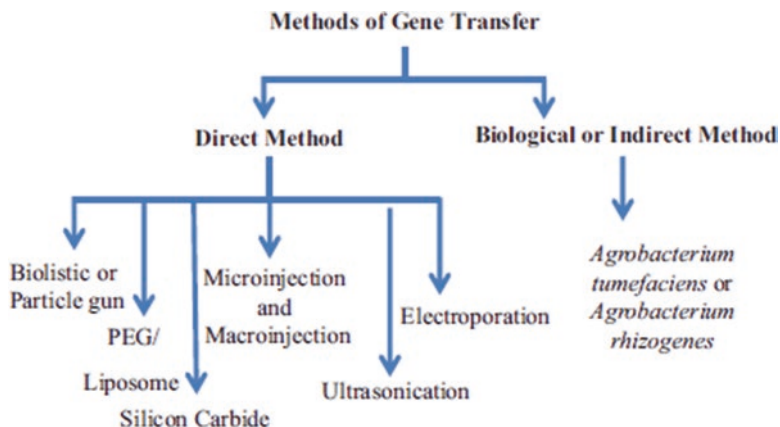 Methods of Gene Transfer
Direct Method
Biological or Indirect Method
Biolistic or
Particle gun
PEG/
Liposome
Silicon Carbide
Microinjection
and
Macroinjection
Ultrasonication
Electroporation
Agrobacterium
tumefaciens or
Agrobacterium
rhizogenes